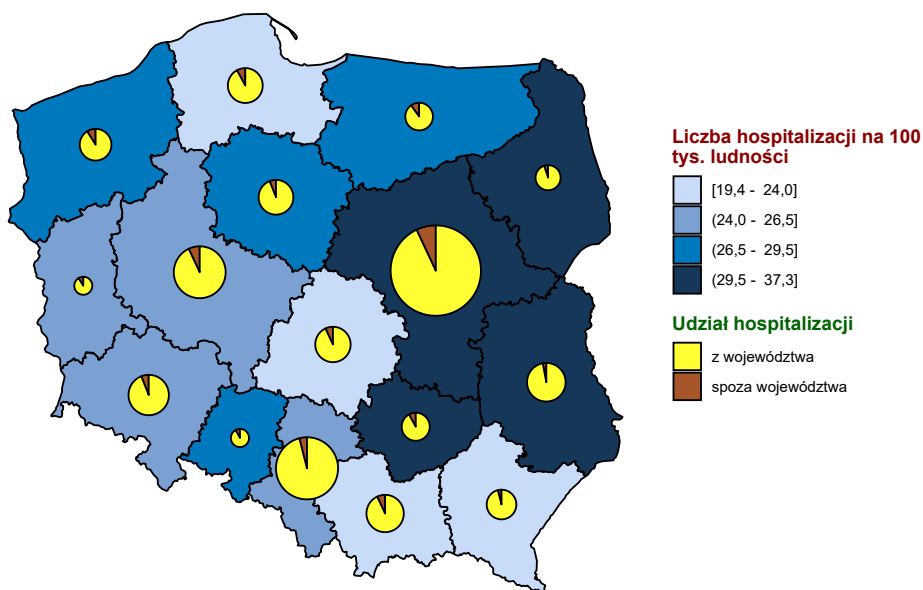 Liczba hospitalizacji na 100
tys. ludności
[19,4 - 24,0]
(24,0 - 26,5]
(26,5 - 29,5]
(29,5 - 37,3]
Udział hospitalizacji
z województwa
spoza województwa